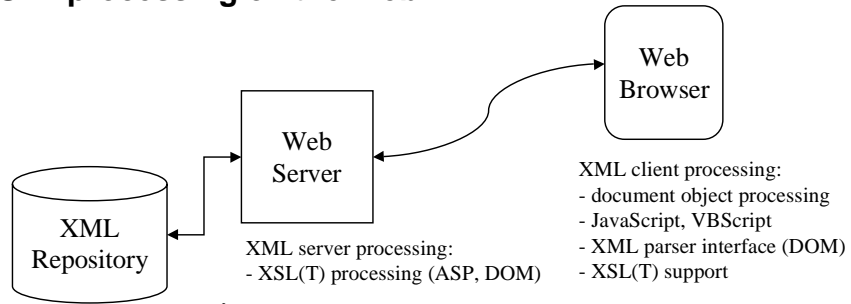 Web
Browser
Web
Server
XML
Repository
XML client processing:
- document object processing
- JavaScript, VBScript
- XML parser interface (DOM)
- XSL(T) support
XML server processing:
- XSL(T) processing (ASP, DOM)